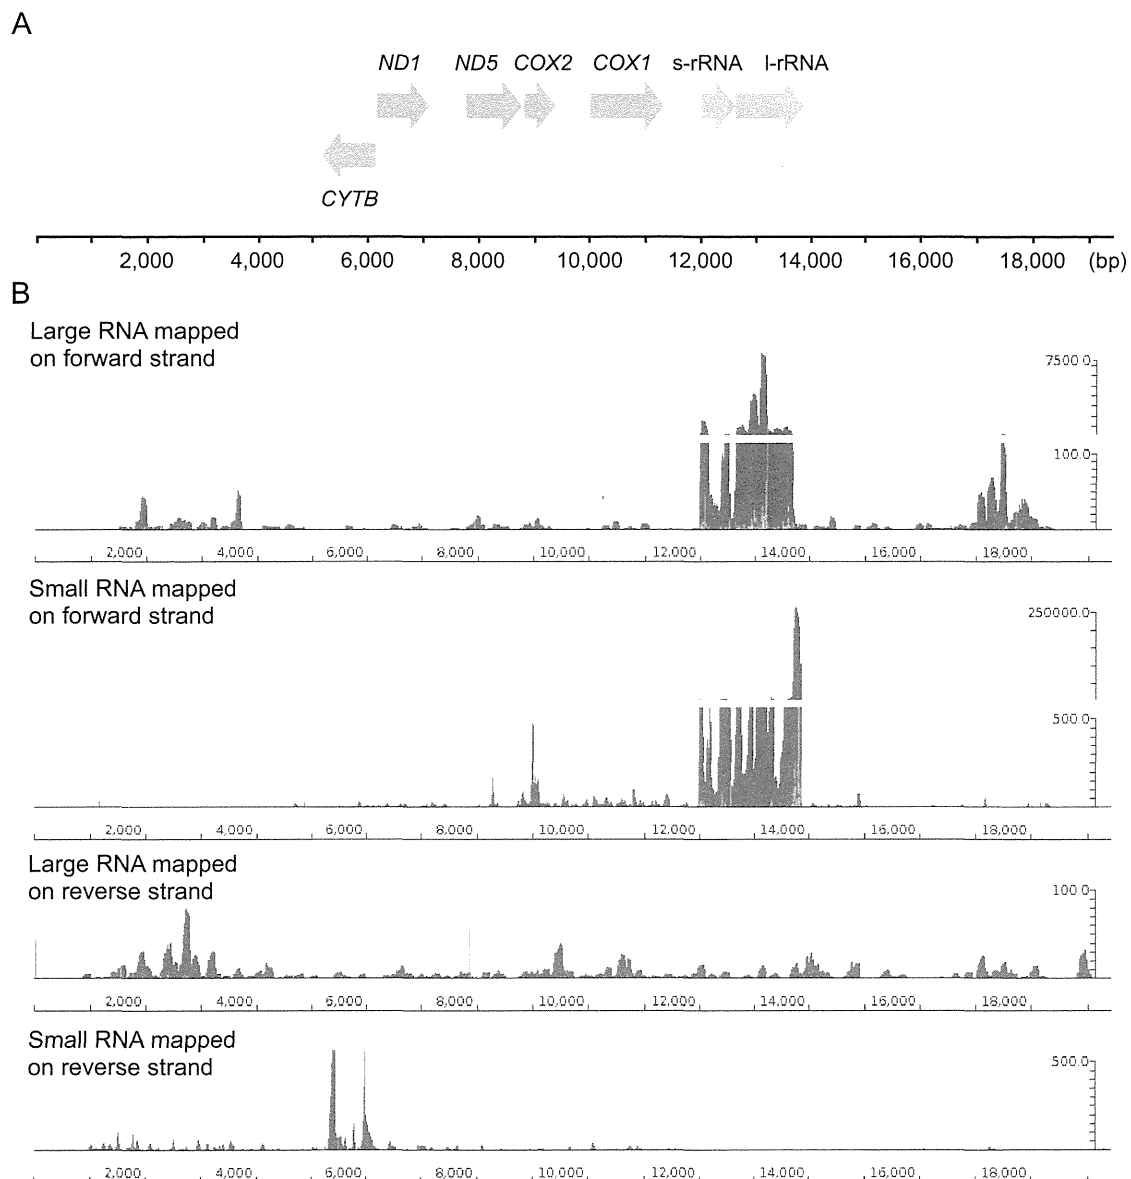 A
ND1 ND5 COX2 COX1 s-rRNA l-rRNA
CYTB
2,000 4,000 6,000 8,000 10,000 12,000 14,000 16,000 18,000 (bp)
B
Large RNA mapped
on forward strand
7500 0
100.0
2,000 4,000 6,000 8,000 10,000 12,000 14,000 16,000 18,000
Small RNA mapped
on forward strand
250000.0
500.0
2,000 4,000 6,000 8,000 10,000 12,000 14,000 16,000 18,000
Large RNA mapped
on reverse strand
100.0
2,000 4,000 6,000 8,000 10,000 12,000 14,000 16,000 18,000
Small RNA mapped
on reverse strand
500.0
2,000 4,000 6,000 8,000 10,000 12,000 14,000 16,000 18,000